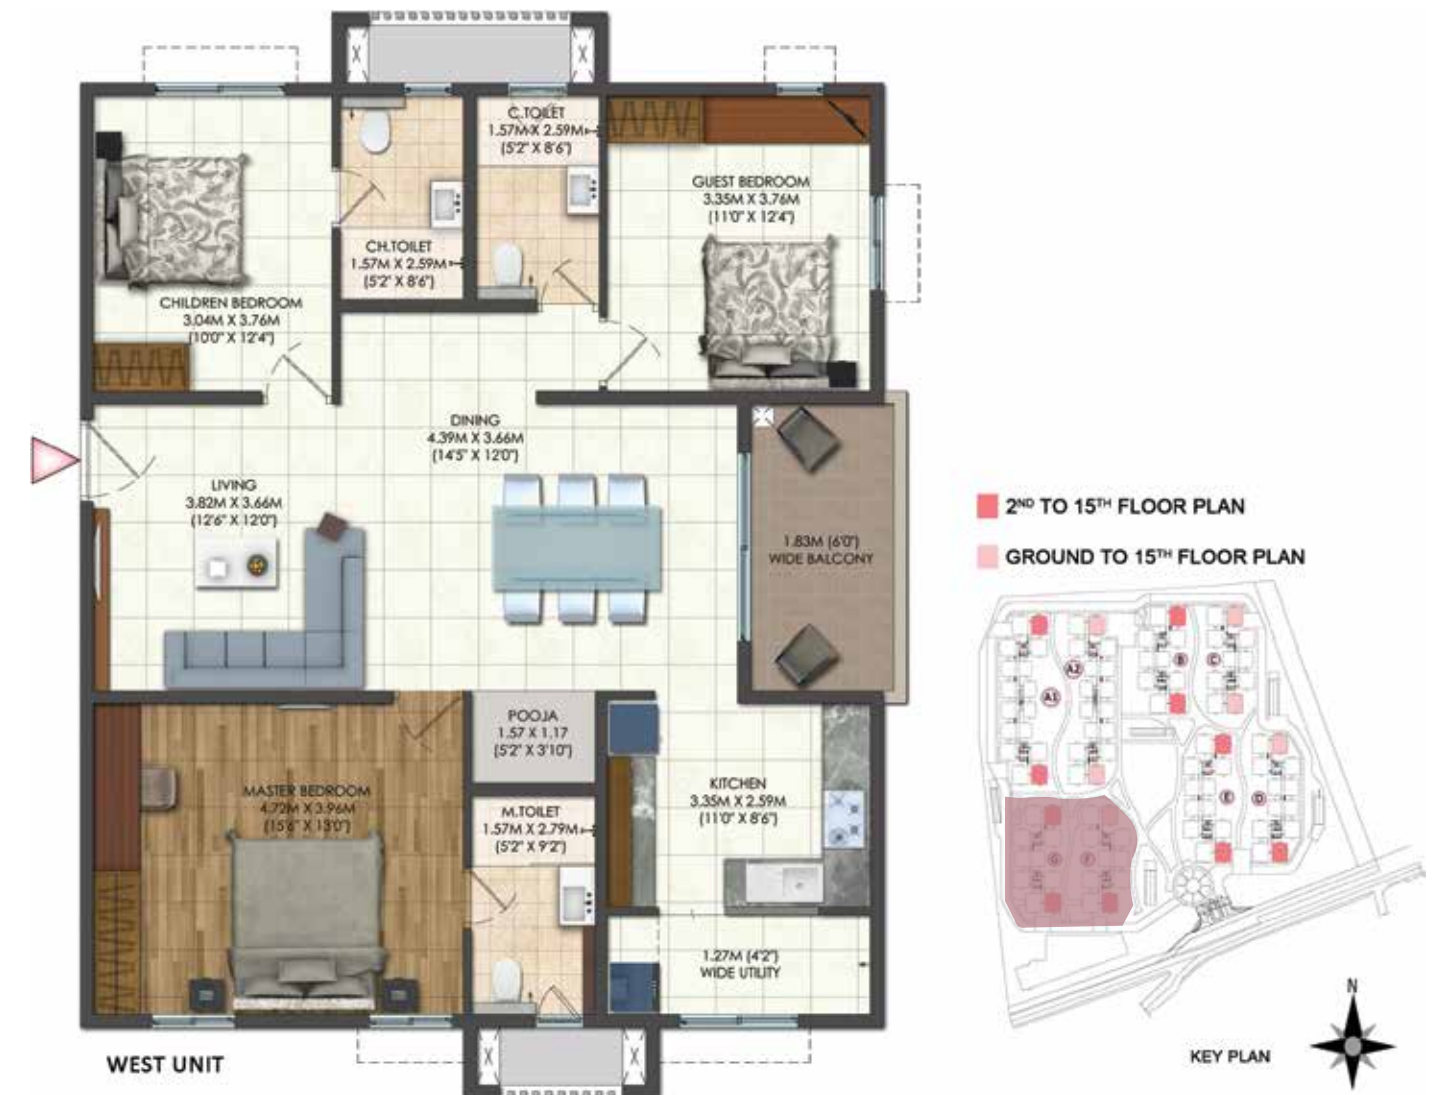 C.TOILET
1.57M X 2.59M
(5'2" X 8'6")
GUEST BEDROOM
3.35M X 3.76M
(11'0" X 12'4")
CH.TOILET
1.57M X 2.59M
(5'2" X 8'6")
CHILDREN BEDROOM
3.04M X 3.76M
(10'0" X 12'4")
DINING
4.39M X 3.66M
(14'5" X 12'0")
LIVING
3.82M X 3.66M
(12'6" X 12'0")
1.83M (6'0")
WIDE BALCONY
POOJA
1.57 X 1.17
(5'2" X 3'10")
MASTER BEDROOM
4.72M X 3.96M
(15'6" X 13'0")
M.TOILET
1.57M X 2.79M
(5'2" X 9'2")
KITCHEN
3.35M X 2.59M
(11'0" X 8'6")
1.27M (4'2")
WIDE UTILITY
WEST UNIT
2ND TO 15TH FLOOR PLAN
GROUND TO 15TH FLOOR PLAN
A2
A1
B
C
E
D
G
F
N
KEY PLAN